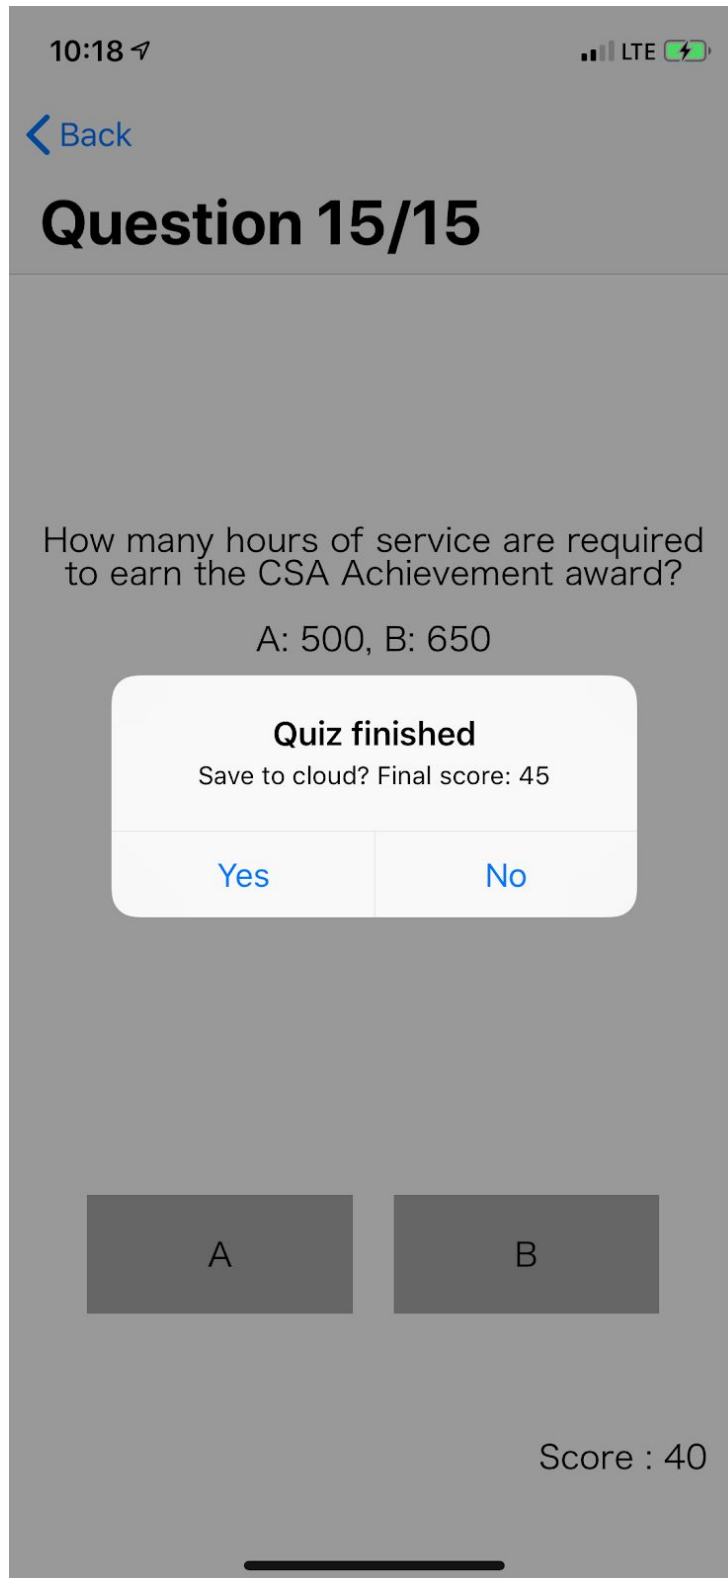 10:18
LTE
Back
Question 15/15
How many hours of service are required
to earn the CSA Achievement award?
A: 500, B: 650
Quiz finished
Save to cloud? Final score: 45
Yes
No
A
B
Score : 40